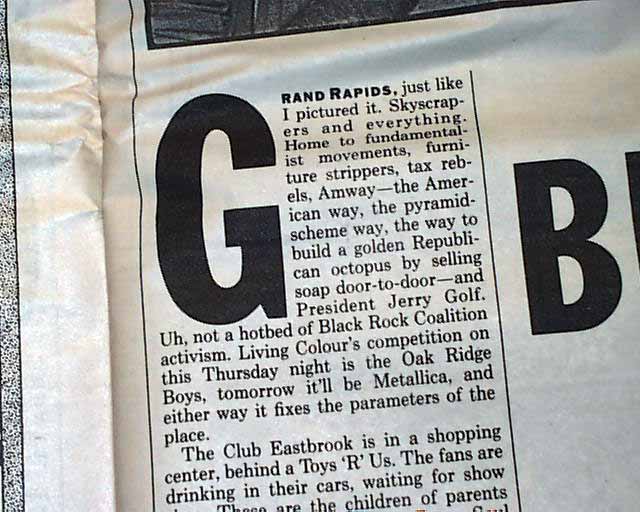 GRAND RAPIDS, just like
I pictured it. Skyscrap-
ers and everything.
Home to fundamental-
ist movements, furni-
ture strippers, tax reb-
els, Amway—the Amer-
ican way, the pyramid-
scheme way, the way to
build a golden Republi-
can octopus by selling
soap door-to-door—and
President Jerry Golf.
Uh, not a hotbed of Black Rock Coalition
activism. Living Colour's competition on
this Thursday night is the Oak Ridge
Boys, tomorrow it'll be Metallica, and
either way it fixes the parameters of the
place.
The Club Eastbrook is in a shopping
center, behind a Toys 'R' Us. The fans are
drinking in their cars, waiting for show
These are the children of parents
B